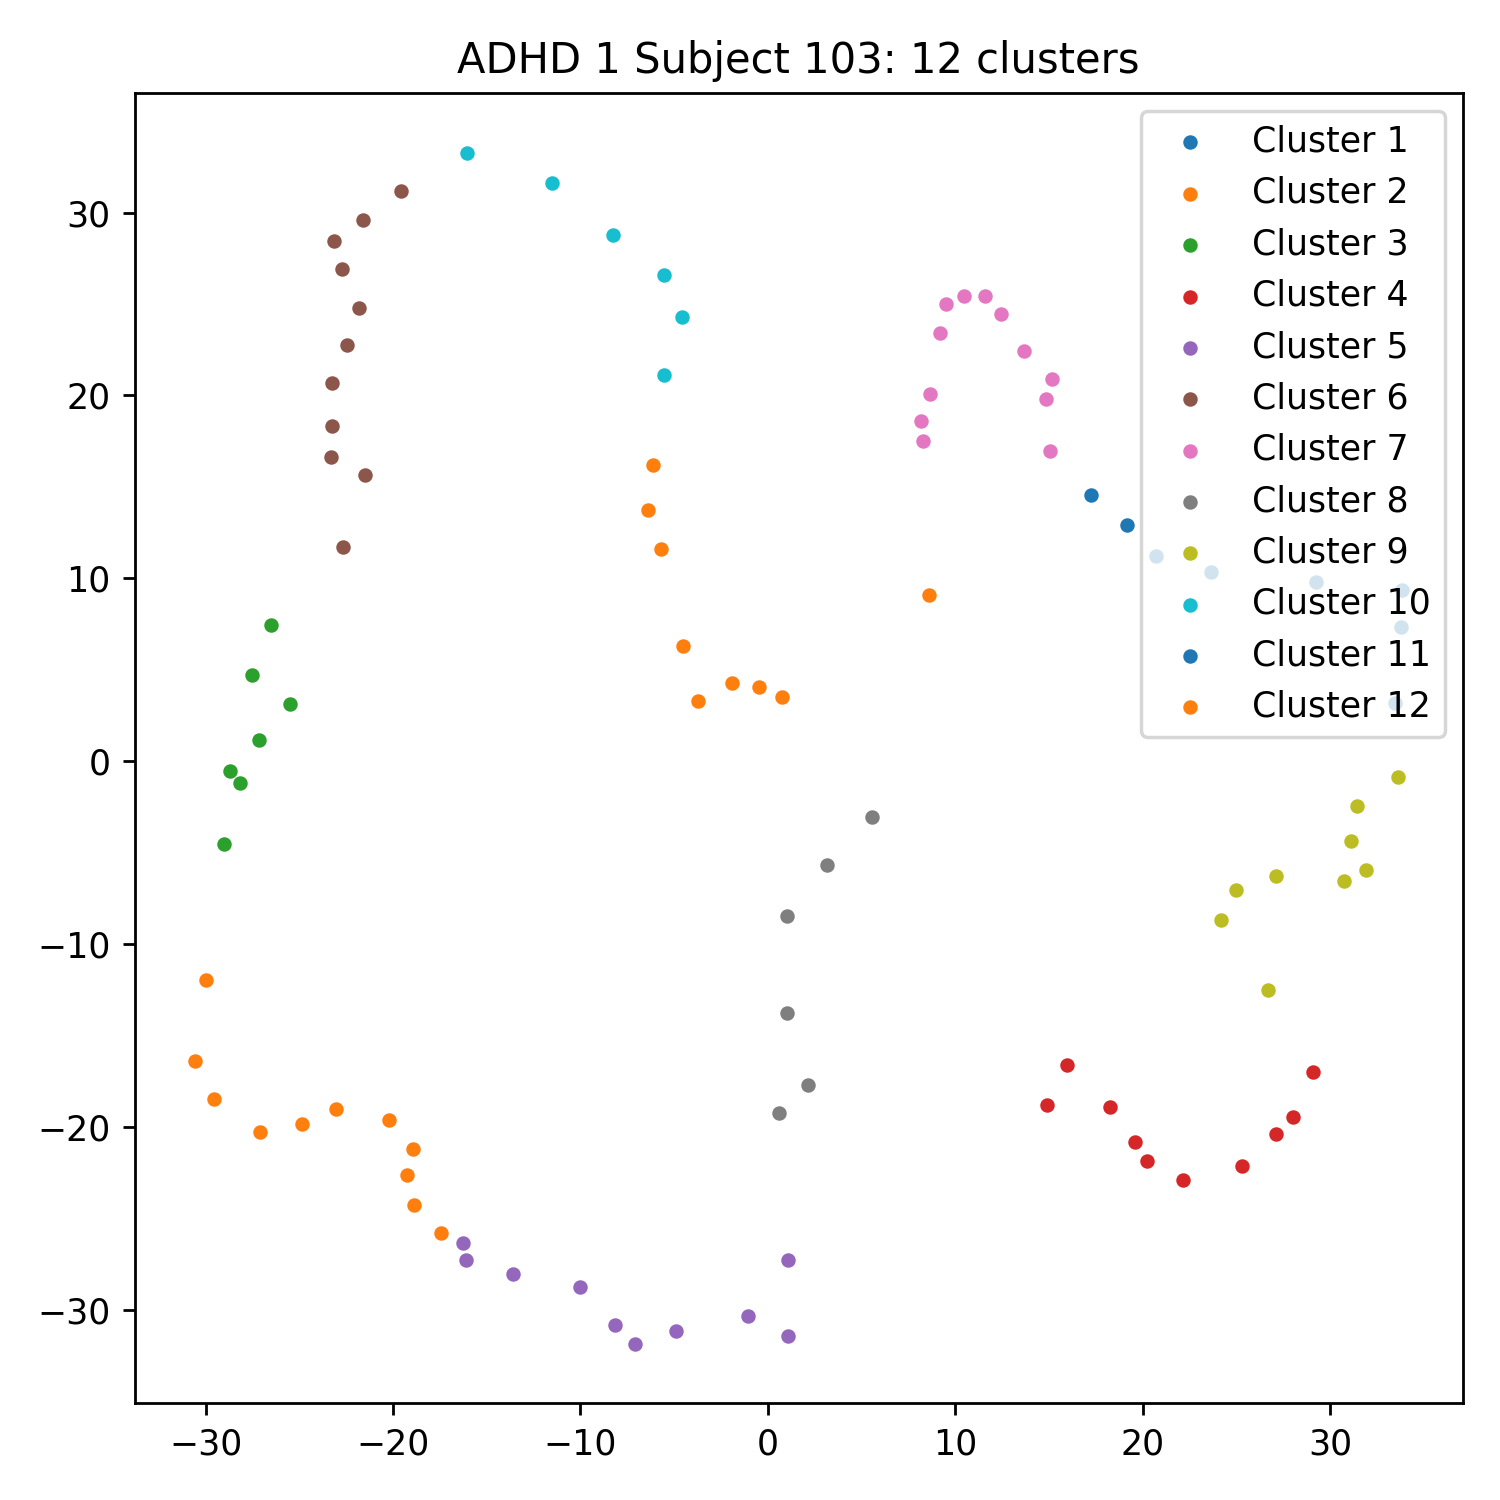 ADHD 1 Subject 103: 12 clusters
Cluster 1
Cluster 2
Cluster 3
Cluster 4
Cluster 5
Cluster 6
Cluster 7
Cluster 8
Cluster 9
Cluster 10
Cluster 11
Cluster 12
30
20
10
0
−10
−20
−30
−30 −20 −10 0 10 20 30